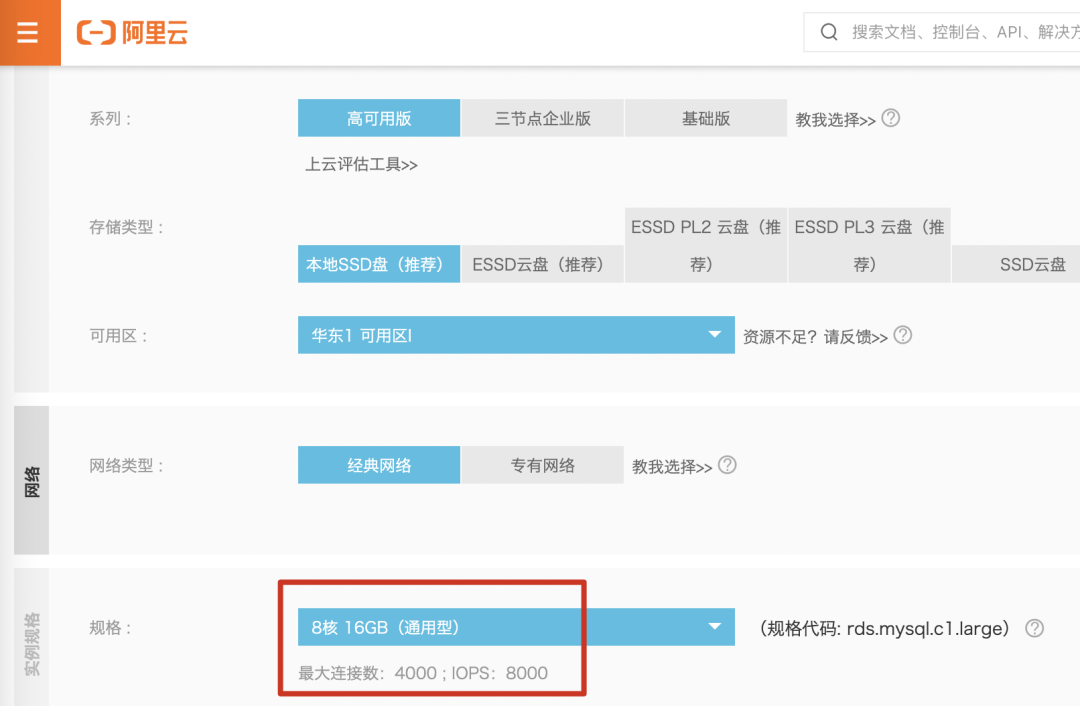 阿里云
搜索文档、控制台、API、解决方
系列：
高可用版
三节点企业版
基础版
教我选择>>
上云评估工具>>
存储类型：
本地SSD盘（推荐）
ESSD云盘（推荐）
ESSD PL2 云盘（推
荐）
ESSD PL3 云盘（推
荐）
SSD云盘
可用区：
华东1 可用区I
资源不足？请反馈>>
网络
网络类型：
经典网络
专有网络
教我选择>>
实例规格
规格：
8核 16GB（通用型）
（规格代码: rds.mysql.c1.large）
最大连接数：4000 ; IOPS：8000